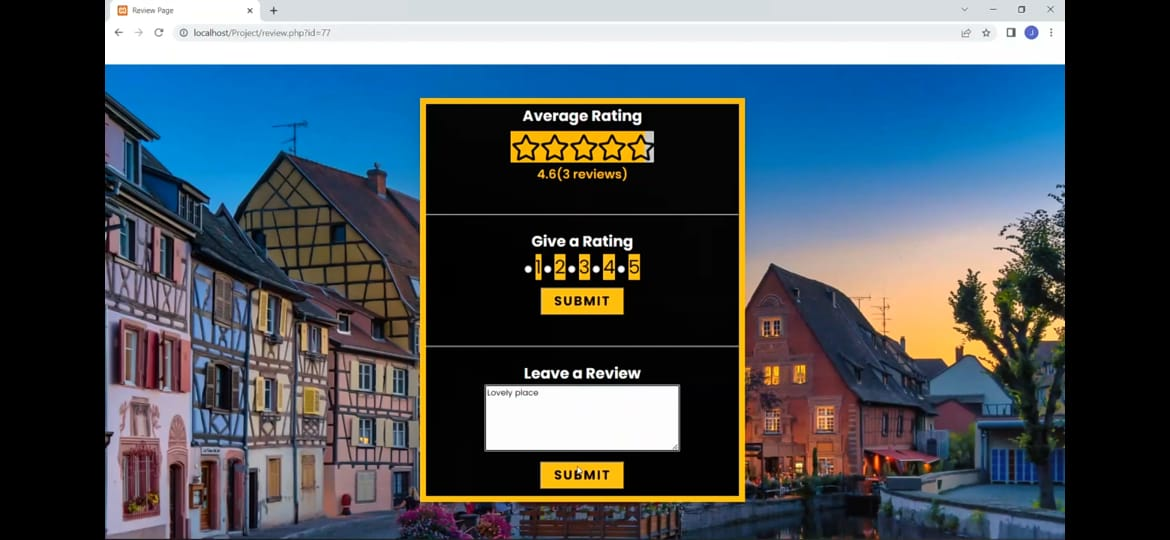 Review Page
localhost/Project/review.php?id=77
J
Average Rating
4.6(3 reviews)
Give a Rating
1 2 3 4 5
SUBMIT
Leave a Review
Lovely place
SUBMIT